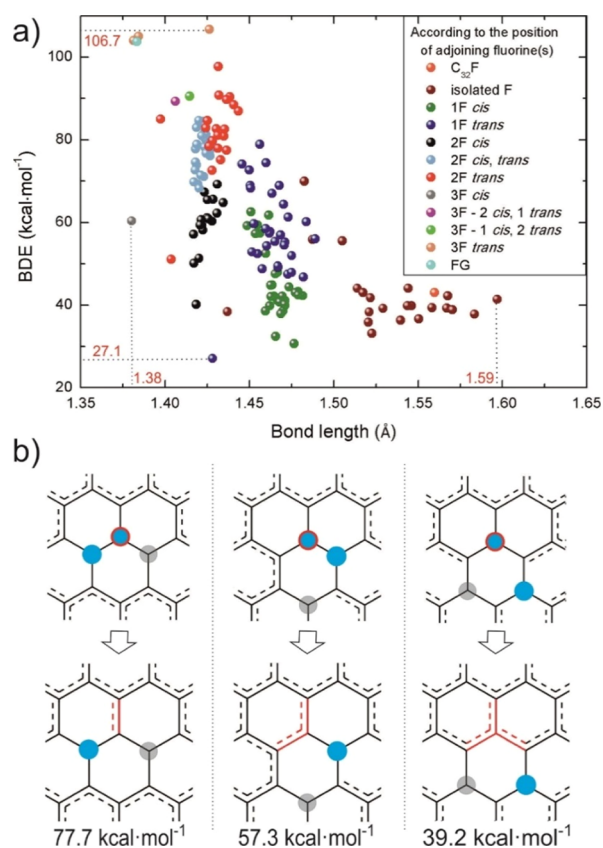 a)
106.7
27.1
1.38
1.59
BDE (kcal·mol⁻¹)
100
80
60
40
20
1.35
1.40
1.45
1.50
1.55
1.60
1.65
Bond length (Å)
According to the position
of adjoining fluorine(s)
C₃₂F
isolated F
1F cis
1F trans
2F cis
2F cis, trans
2F trans
3F cis
3F - 2 cis, 1 trans
3F - 1 cis, 2 trans
3F trans
FG
b)
77.7 kcal·mol⁻¹
57.3 kcal·mol⁻¹
39.2 kcal·mol⁻¹